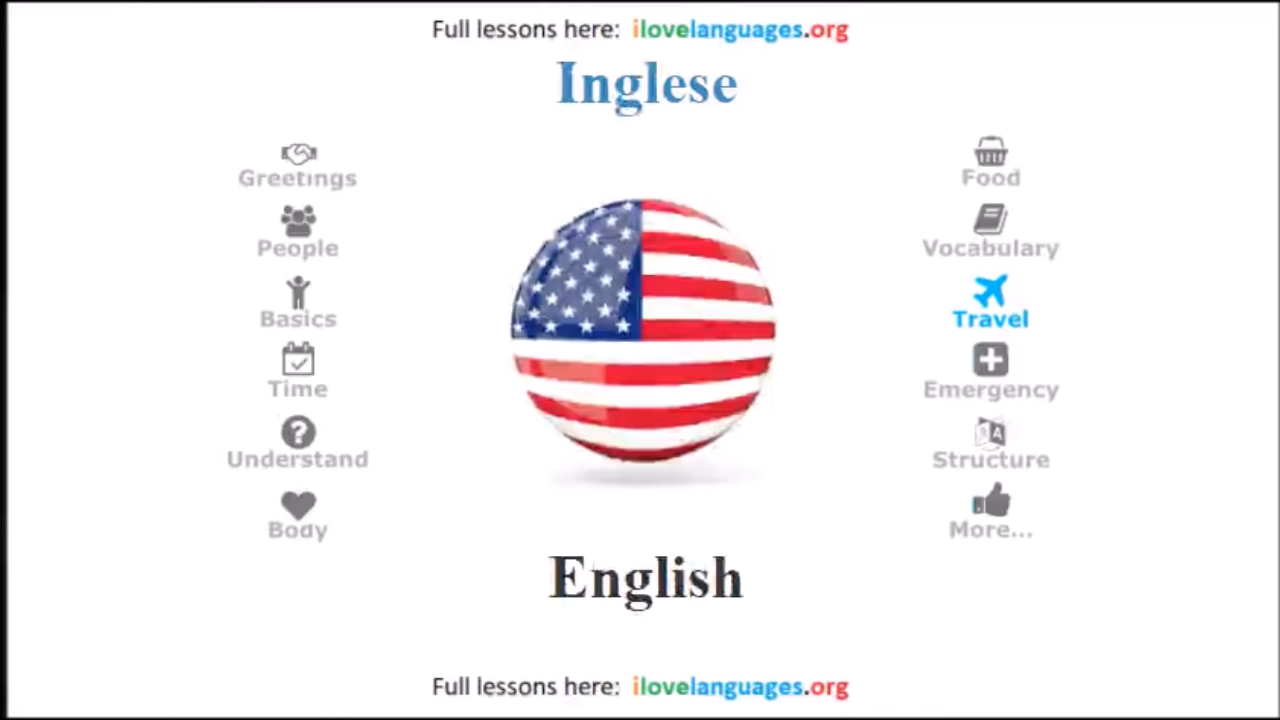 Full lessons here: ilovelanguages.org
Inglese
Greetings
People
Basics
Time
Understand
Body
Food
Vocabulary
Travel
Emergency
Structure
More...
English
Full lessons here: ilovelanguages.org